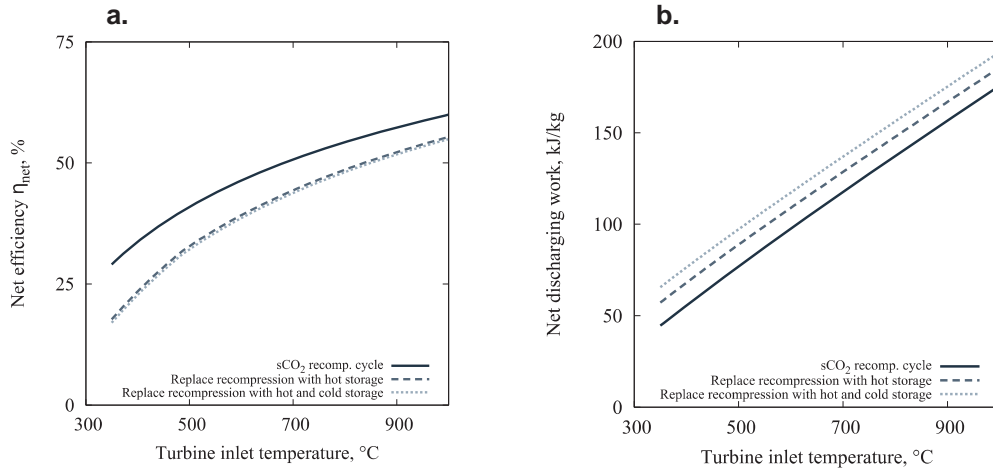 a.
75
50
25
0
300
500
700
900
Net efficiency ηnet, %
Turbine inlet temperature, °C
sCO₂ recomp. cycle
Replace recompression with hot storage
Replace recompression with hot and cold storage
b.
200
150
100
50
0
300
500
700
900
Net discharging work, kJ/kg
Turbine inlet temperature, °C
sCO₂ recomp. cycle
Replace recompression with hot storage
Replace recompression with hot and cold storage